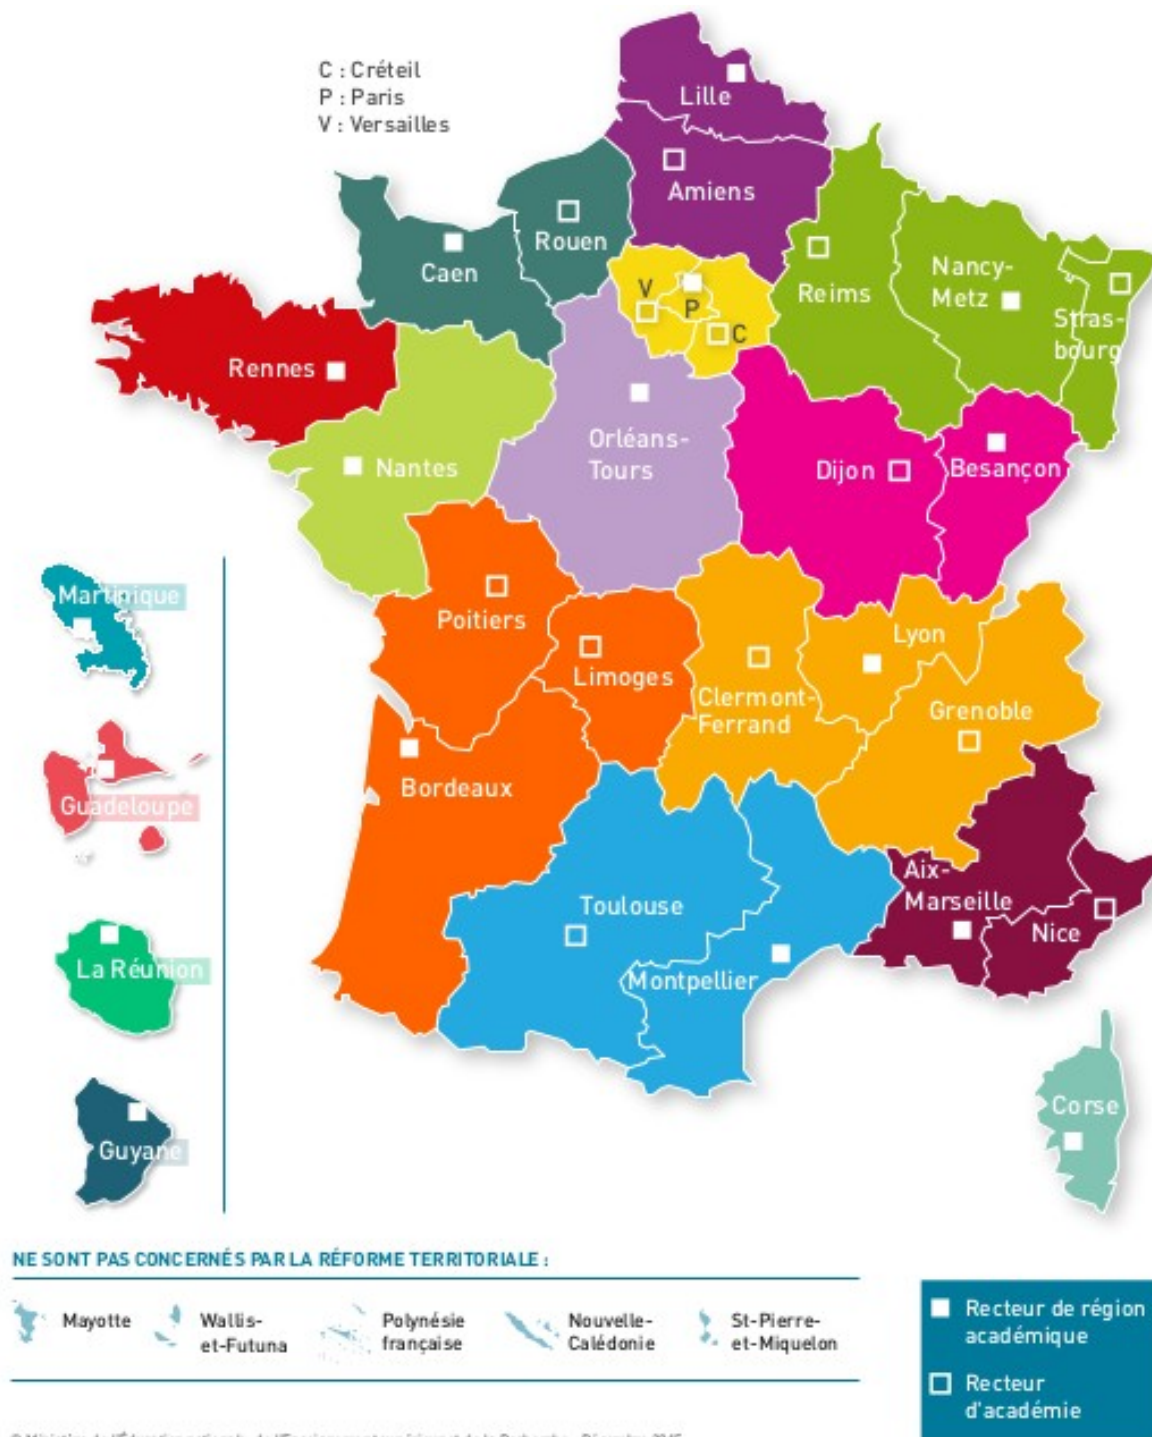 C : Créteil
P : Paris
V : Versailles
Lille
Amiens
Rouen
Caen
Reims
Nancy-
Metz
Stras-
bourg
V
P
C
Rennes
Nantes
Orléans-
Tours
Dijon
Besançon
Poitiers
Limoges
Clermont-
Ferrand
Lyon
Grenoble
Bordeaux
Toulouse
Montpellier
Aix-
Marseille
Nice
Corse
Martinique
Guadeloupe
La Réunion
Guyane
NE SONT PAS CONCERNÉS PAR LA RÉFORME TERRITORIALE :
Mayotte
Wallis-
et-Futuna
Polynésie
française
Nouvelle-
Calédonie
St-Pierre-
et-Miquelon
Recteur de région
académique
Recteur
d'académie